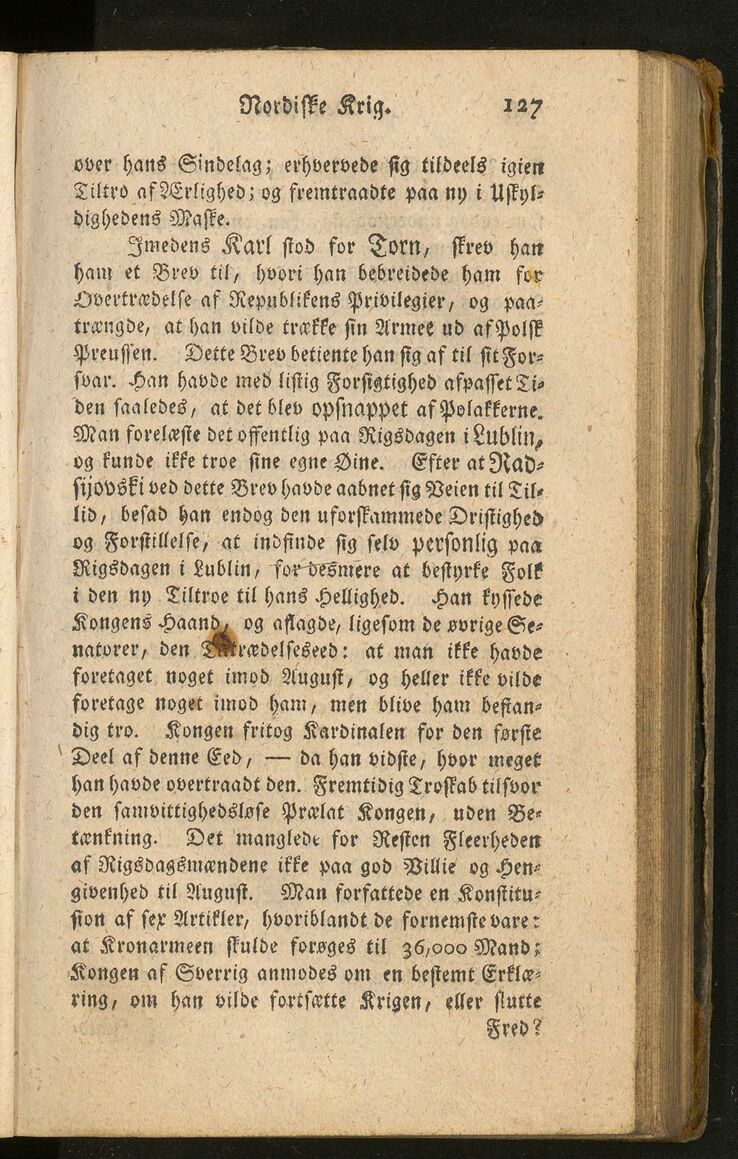 Nordiske Krig. 127
over hans Sindelag; erhvervede sig tildeels igien
Tiltro af Ærlighed; og fremtraadte paa ny i Uskyl-
dighedens Maske.
Imedens Karl stod for Torn, skrev han
ham et Brev til, hvori han bebreidede ham for
Overtrædelse af Republikens Privilegier, og paa-
trængde, at han vilde trække sin Armee ud af Polsk
Preussen. Dette Brev betiente han sig af til sit For-
svar. Han havde med listig Forsigtighed afpasset Ti-
den saaledes, at det blev opsnappet af Polakkerne.
Man forelæste det offentlig paa Rigsdagen i Lublin,
og kunde ikke troe sine egne Øine. Efter at Rad-
sijovski ved dette Brev havde aabnet sig Veien til Til-
lid, besad han endog den uforskammede Dristighed
og Forstillelse, at indfinde sig selv personlig paa
Rigsdagen i Lublin, for desmere at bestyrke Folk
i den ny Tiltroe til hans Hellighed. Han kyssede
Kongens Haand, og aflagde, ligesom de øvrige Se-
natorer, den Tiltrædelseseed: at man ikke havde
foretaget noget imod August, og heller ikke vilde
foretage noget imod ham, men blive ham bestan-
dig tro. Kongen fritog Kardinalen for den første
Deel af denne Eed, — da han vidste, hvor meget
han havde overtraadt den. Fremtidig Troskab tilsvor
den samvittighedsløse Prælat Kongen, uden Be-
tænkning. Det manglede for Resten Fleerheden
af Rigsdagsmændene ikke paa god Villie og Hen-
givenhed til August. Man forfattede en Konstitu-
sion af sex Artikler, hvoriblandt de fornemste vare:
at Kronarmeen skulde forøges til 36,000 Mand;
Kongen af Sverrig anmodes om en bestemt Erklæ-
ring, om han vilde fortsætte Krigen, eller slutte
Fred?